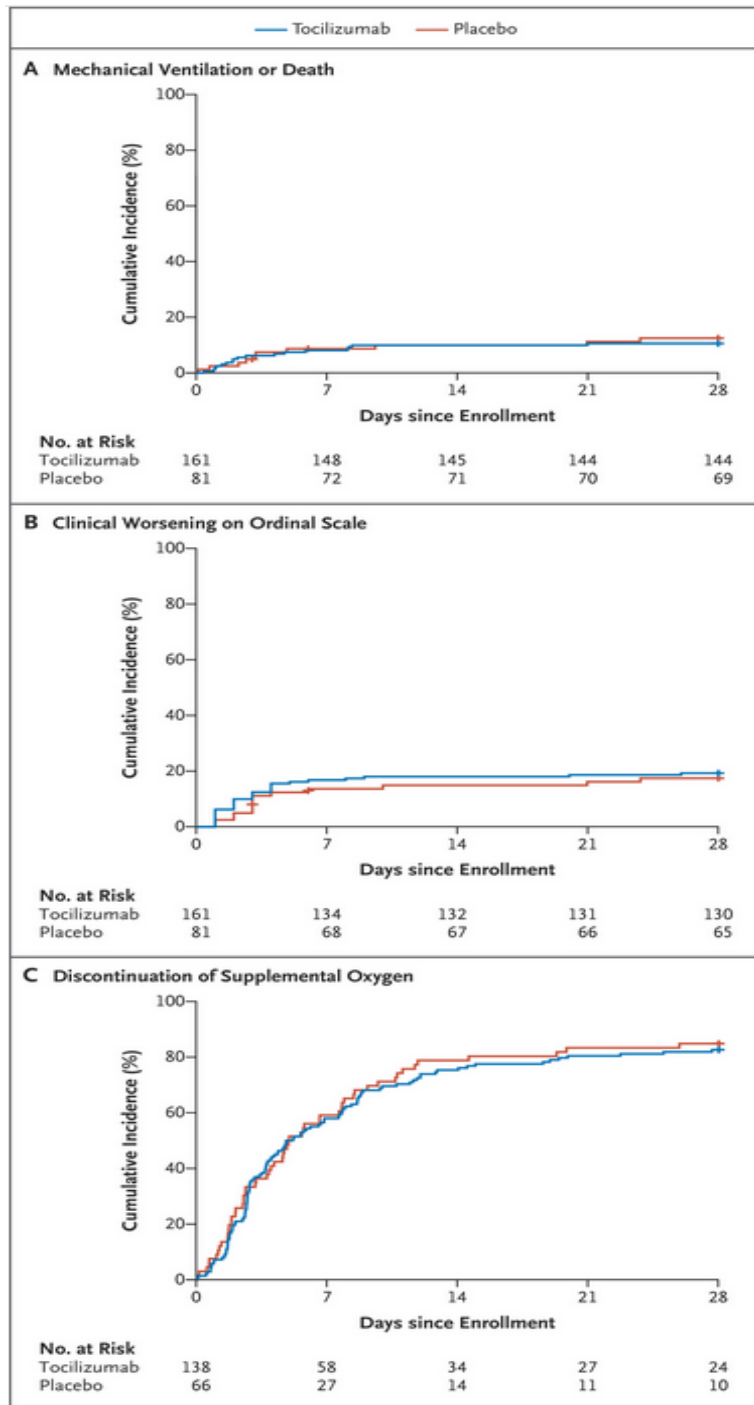 Tocilizumab Placebo
A Mechanical Ventilation or Death
100
80
60
40
20
0
Cumulative Incidence (%)
0 7 14 21 28
Days since Enrollment
No. at Risk
Tocilizumab 161 148 145 144 144
Placebo 81 72 71 70 69
B Clinical Worsening on Ordinal Scale
100
80
60
40
20
0
Cumulative Incidence (%)
0 7 14 21 28
Days since Enrollment
No. at Risk
Tocilizumab 161 134 132 131 130
Placebo 81 68 67 66 65
C Discontinuation of Supplemental Oxygen
100
80
60
40
20
0
Cumulative Incidence (%)
0 7 14 21 28
Days since Enrollment
No. at Risk
Tocilizumab 138 58 34 27 24
Placebo 66 27 14 11 10